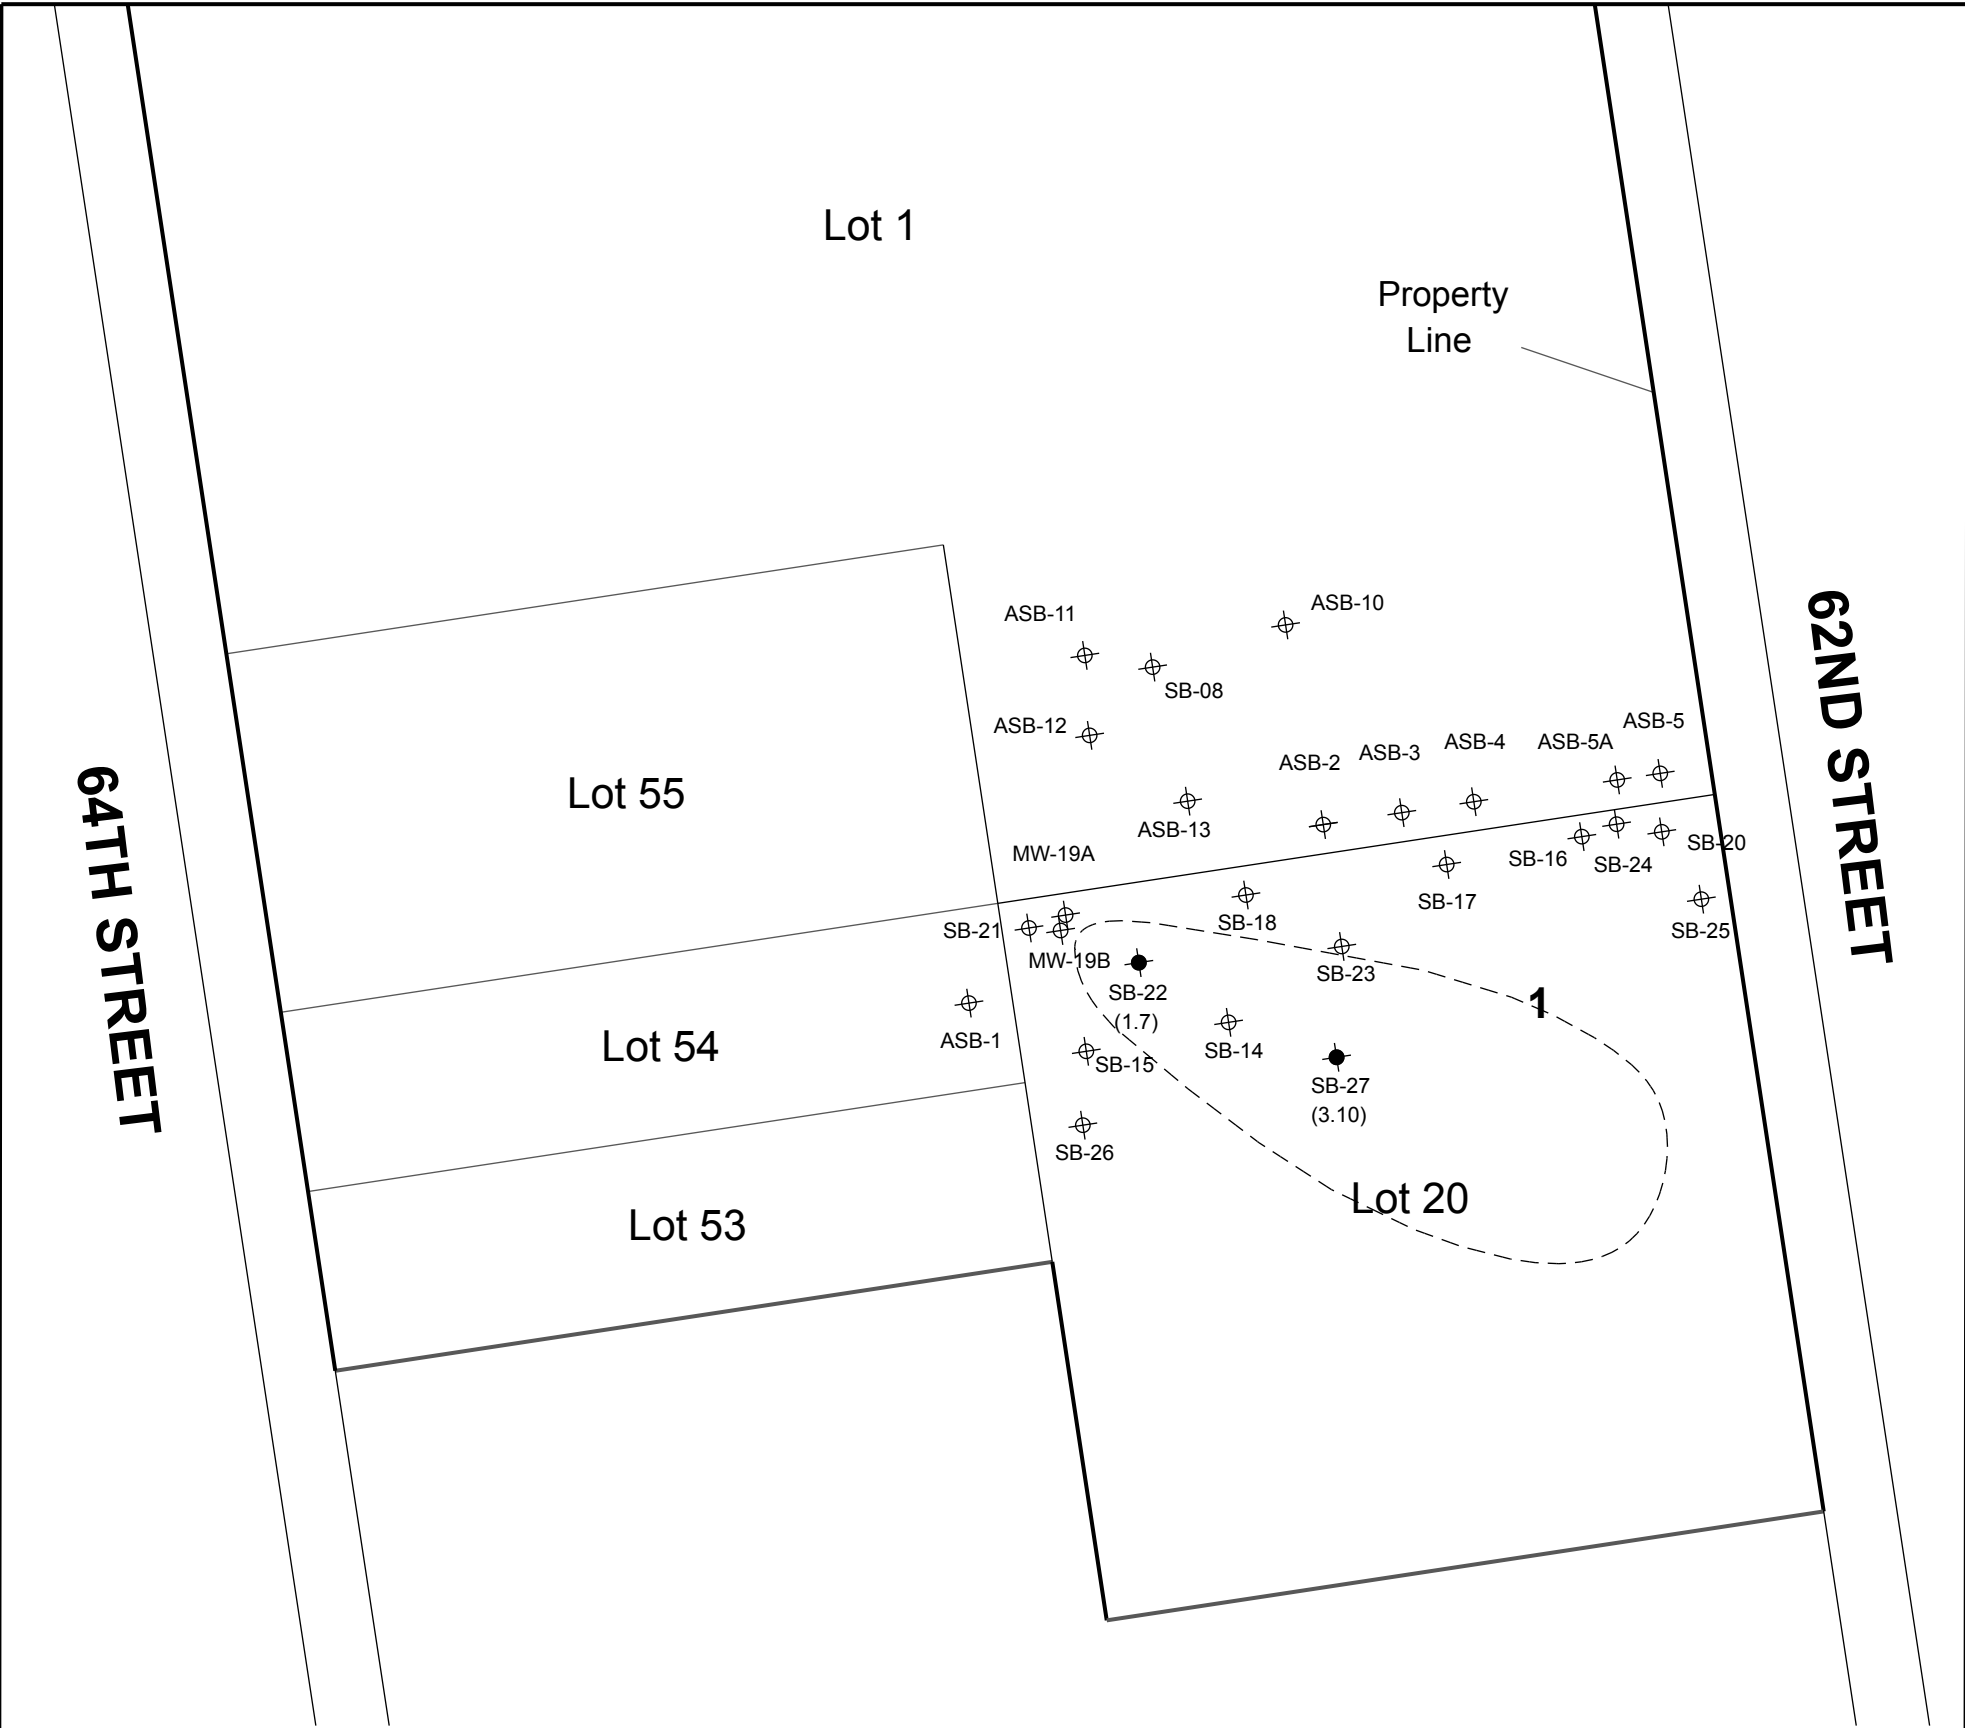 Lot 1
Property
Line
ASB-11
ASB-10
SB-08
ASB-12
ASB-5
ASB-5A
ASB-4
ASB-3
ASB-2
62ND STREET
64TH STREET
Lot 55
ASB-13
MW-19A
SB-20
SB-16
SB-24
SB-17
SB-18
SB-21
SB-25
MW-19B
SB-23
SB-22
(1.7)
1
ASB-1
Lot 54
SB-15
SB-14
SB-27
(3.10)
SB-26
Lot 20
Lot 53